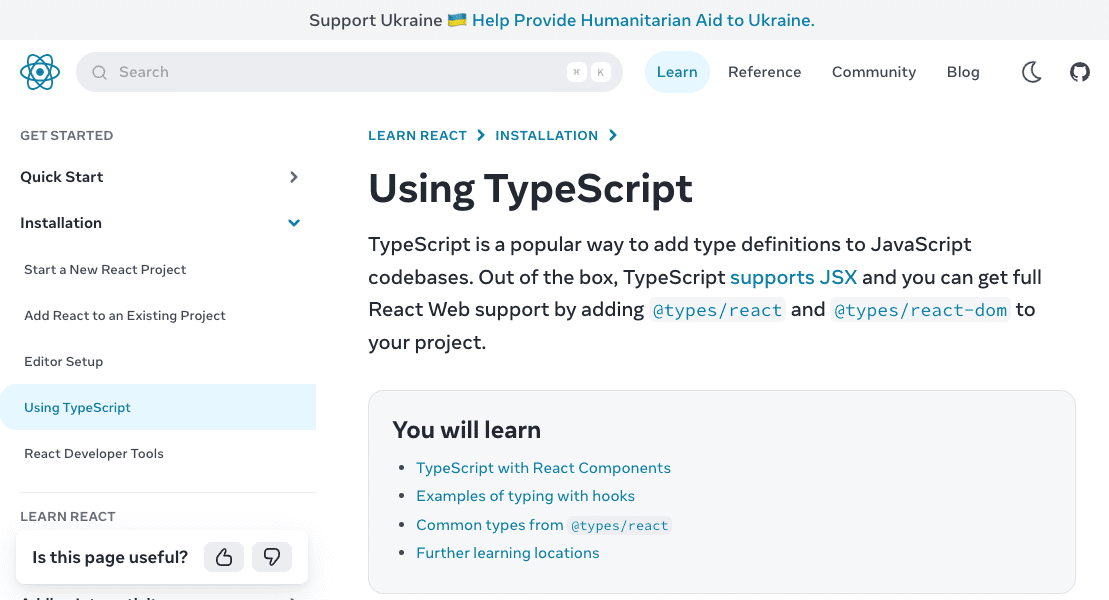 Support Ukraine 🇺🇦 Help Provide Humanitarian Aid to Ukraine.
Search ⌘ K
Learn Reference Community Blog
GET STARTED
Quick Start
Installation
Start a New React Project
Add React to an Existing Project
Editor Setup
Using TypeScript
React Developer Tools
LEARN REACT
Is this page useful?
LEARN REACT > INSTALLATION >
Using TypeScript
TypeScript is a popular way to add type definitions to JavaScript
codebases. Out of the box, TypeScript supports JSX and you can get full
React Web support by adding @types/react and @types/react-dom to
your project.
You will learn
• TypeScript with React Components
• Examples of typing with hooks
• Common types from @types/react
• Further learning locations